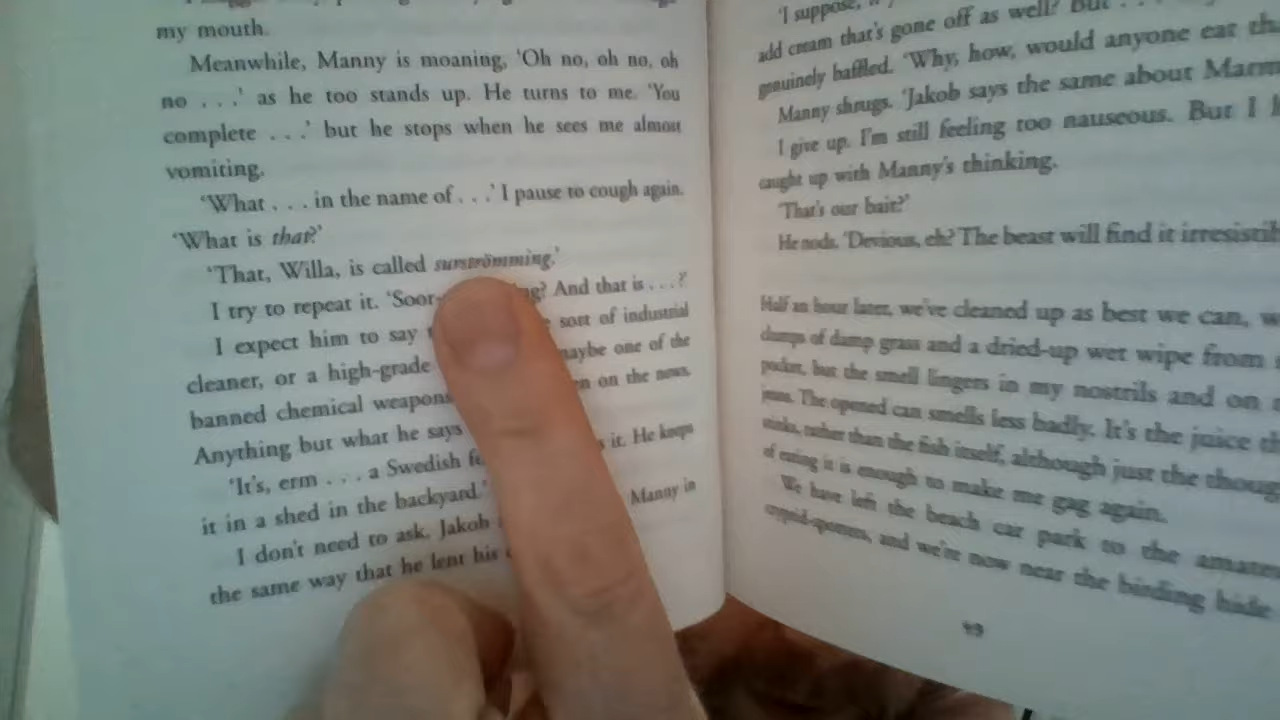 my mouth.
Meanwhile, Manny is moaning, 'Oh no, oh no, oh
no . . .' as he too stands up. He turns to me. 'You
complete . . .' but he stops when he sees me almost
vomiting.
'What . . . in the name of . . .' I pause to cough again.
'What is that?'
'That, Willa, is called surströmming.'
I try to repeat it. 'Soor- ng? And that is . . . ?'
I expect him to say sort of industrial
cleaner, or a high-grade maybe one of the
banned chemical weapons on the news.
Anything but what he says
'It's, erm . . . a Swedish it. He keeps
it in a shed in the backyard.'
I don't need to ask. Jakob Manny in
the same way that he lent his
'I suppose,
add cream that's gone off as well? But . . .
genuinely baffled. 'Why, how, would anyone eat
Manny shrugs. 'Jakob says the same about
I give up. I'm still feeling too nauseous. But I
caught up with Manny's thinking.
'That's our bait?'
He nods. 'Devious, eh? The beast will find it
Half an hour later, we've cleaned up as best we can,
clumps of damp grass and a dried-up wet wipe from
pocket, but the smell lingers in my nostrils and on
jeans. The opened can smells less badly. It's the juice
stinks, rather than the fish itself, although just the
of eating it is enough to make me gag again.
We have left the beach car park to the
cryptid-spotters, and we're now near the birding hide
49